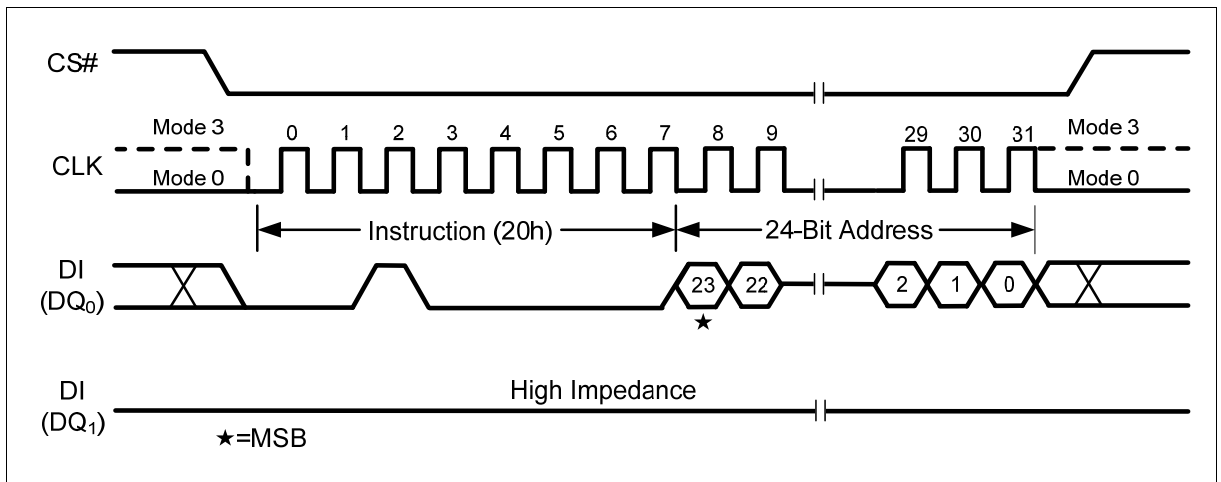 CS#
Mode 3 0 1 2 3 4 5 6 7 8 9 29 30 31 Mode 3
CLK
Mode 0 Mode 0
Instruction (20h) 24-Bit Address
DI
(DQ0)
23 22 2 1 0
★
DI
(DQ1)
High Impedance
★=MSB